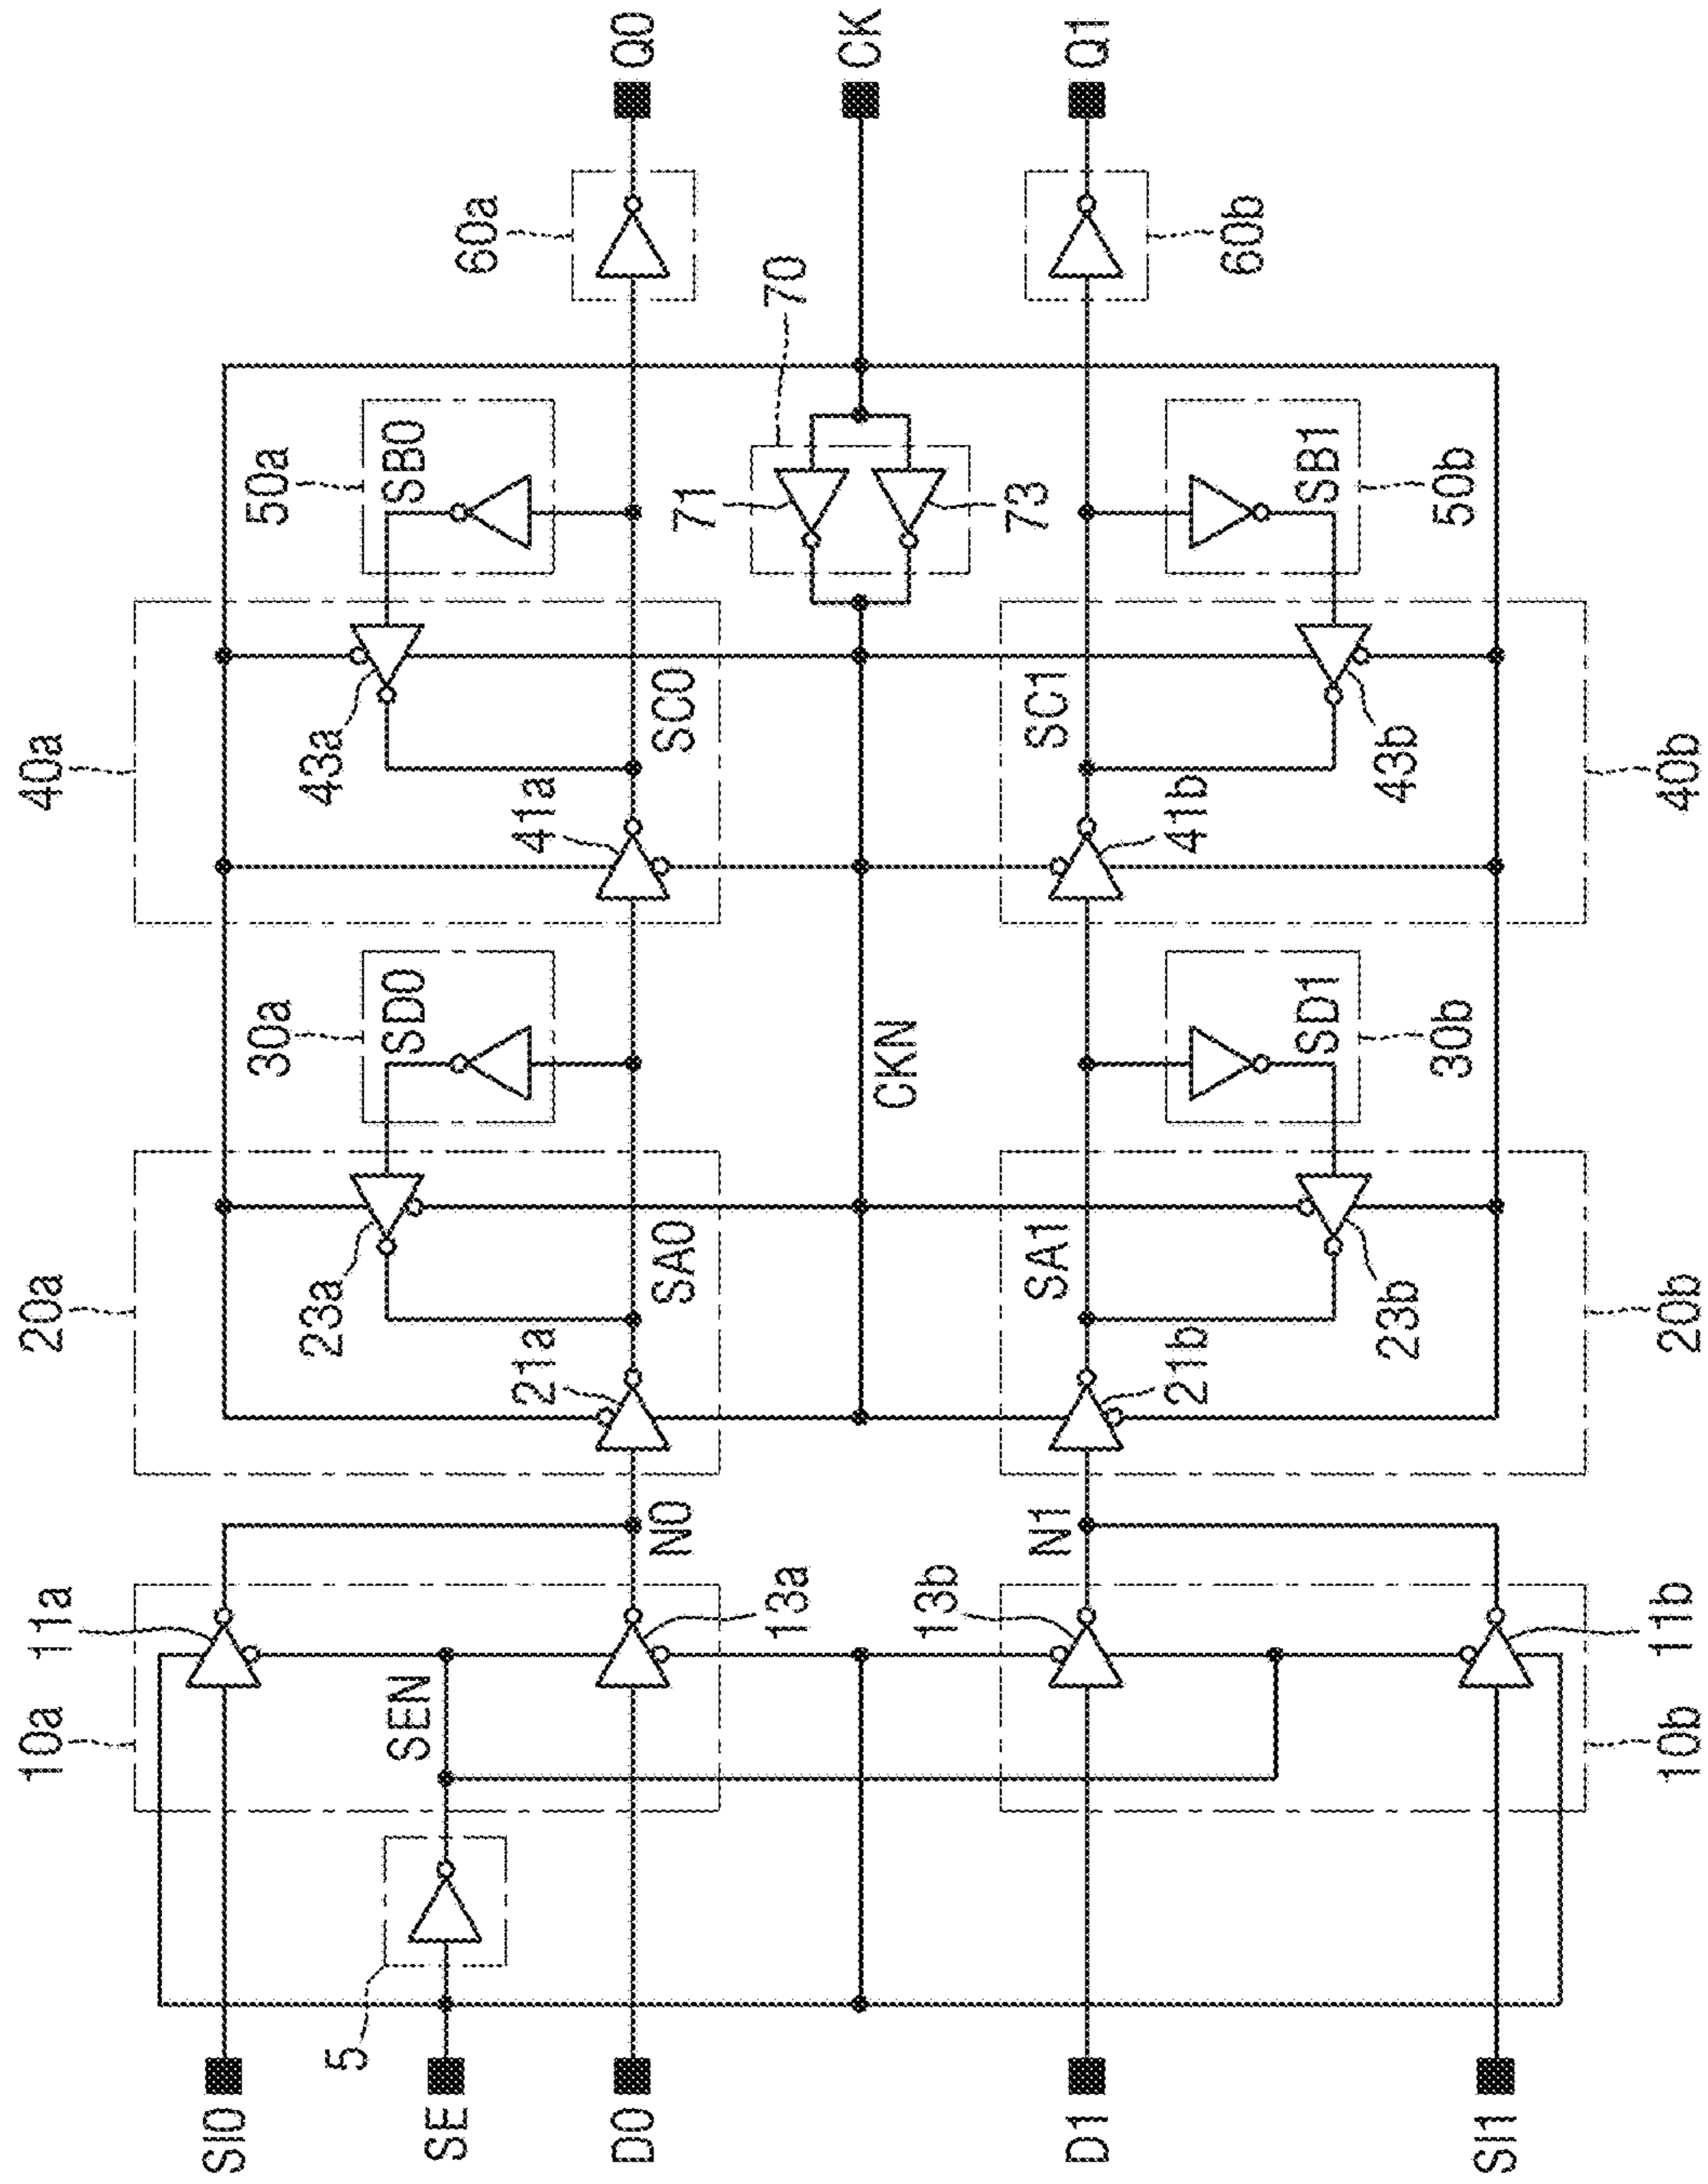 10a
11a
20a
23a
30a
SD0
40a
43a
50a
SB0
60a
SI0
SE
5
SEN
D0
13a
N0
21a
SA0
41a
SC0
Q0
CKN
71
73
70
CK
D1
13b
N1
21b
SA1
41b
SC1
Q1
60b
SI1
10b
11b
20b
23b
30b
SD1
40b
43b
50b
SB1